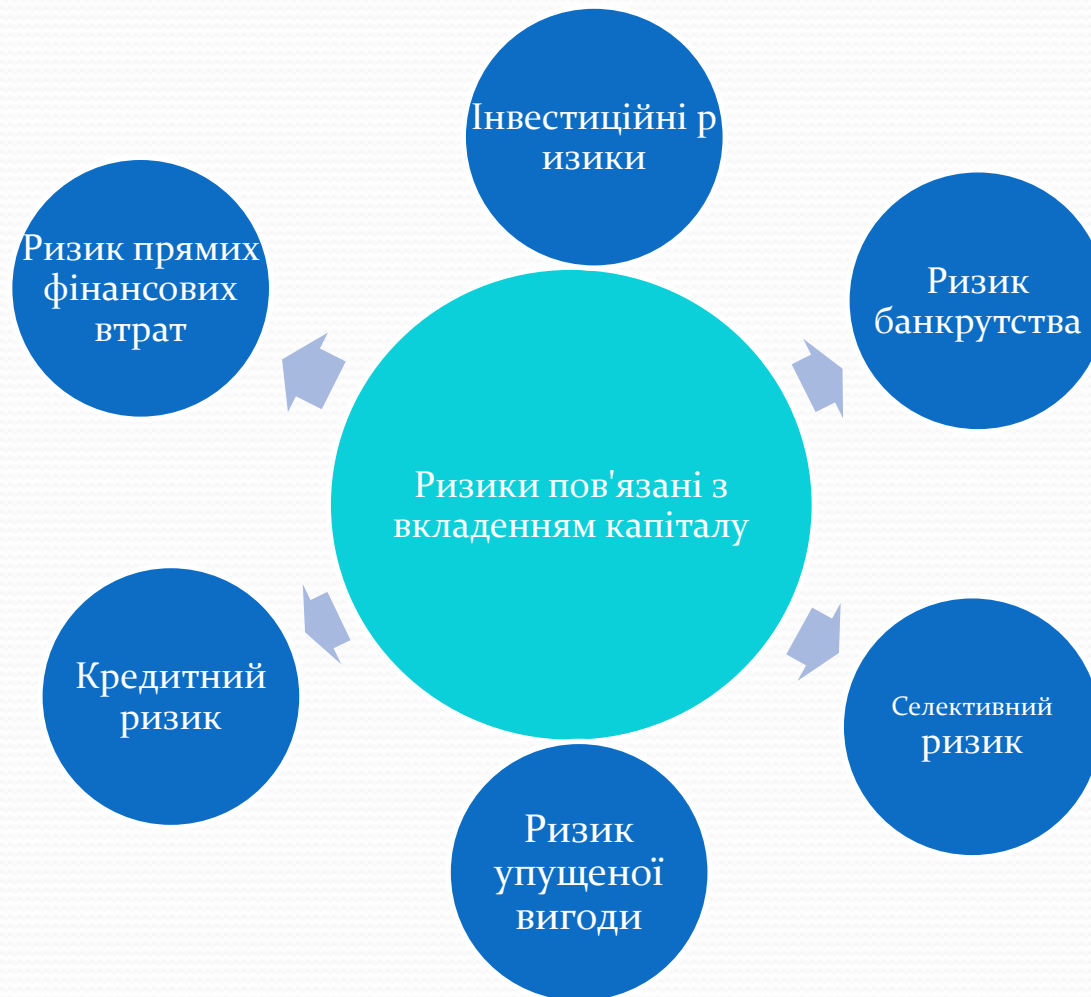 Інвестиційні р
изики
Ризик прямих
фінансових
втрат
Ризик
банкрутства
Ризики пов'язані з
вкладенням капіталу
Кредитний
ризик
Селективний
ризик
Ризик
упущеної
вигоди